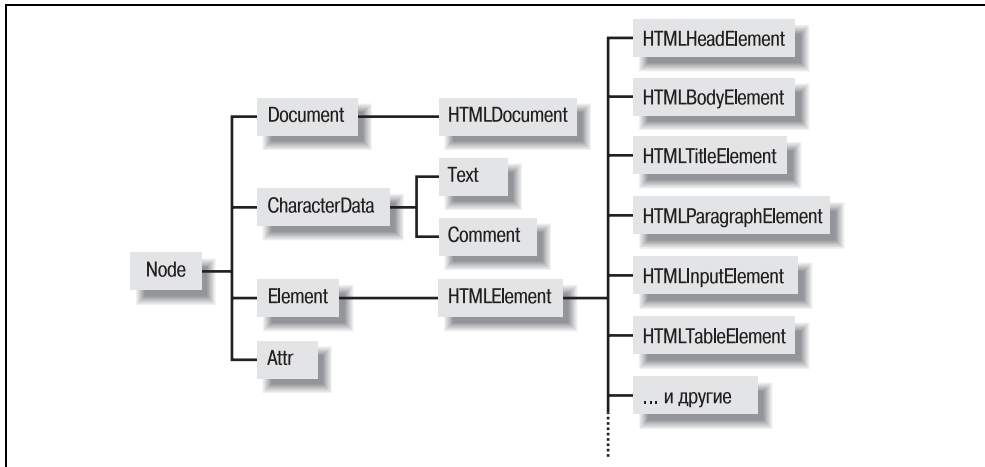 Node
Document
CharacterData
Element
Attr
HTMLDocument
Text
Comment
HTMLElement
HTMLHeadElement
HTMLBodyElement
HTMLTitleElement
HTMLParagraphElement
HTMLInputElement
HTMLTableElement
... и другие